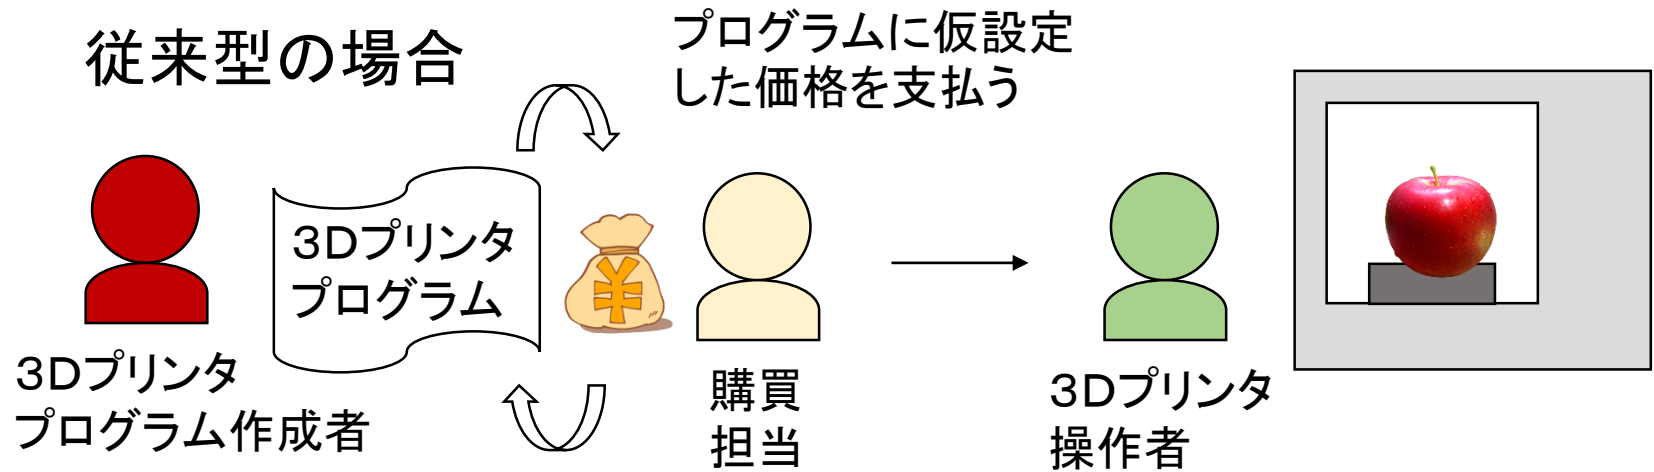 従来型の場合
プログラムに仮設定
した価格を支払う
３Dプリンタ
プログラム
¥
３Dプリンタ
プログラム作成者
購買
担当
３Dプリンタ
操作者